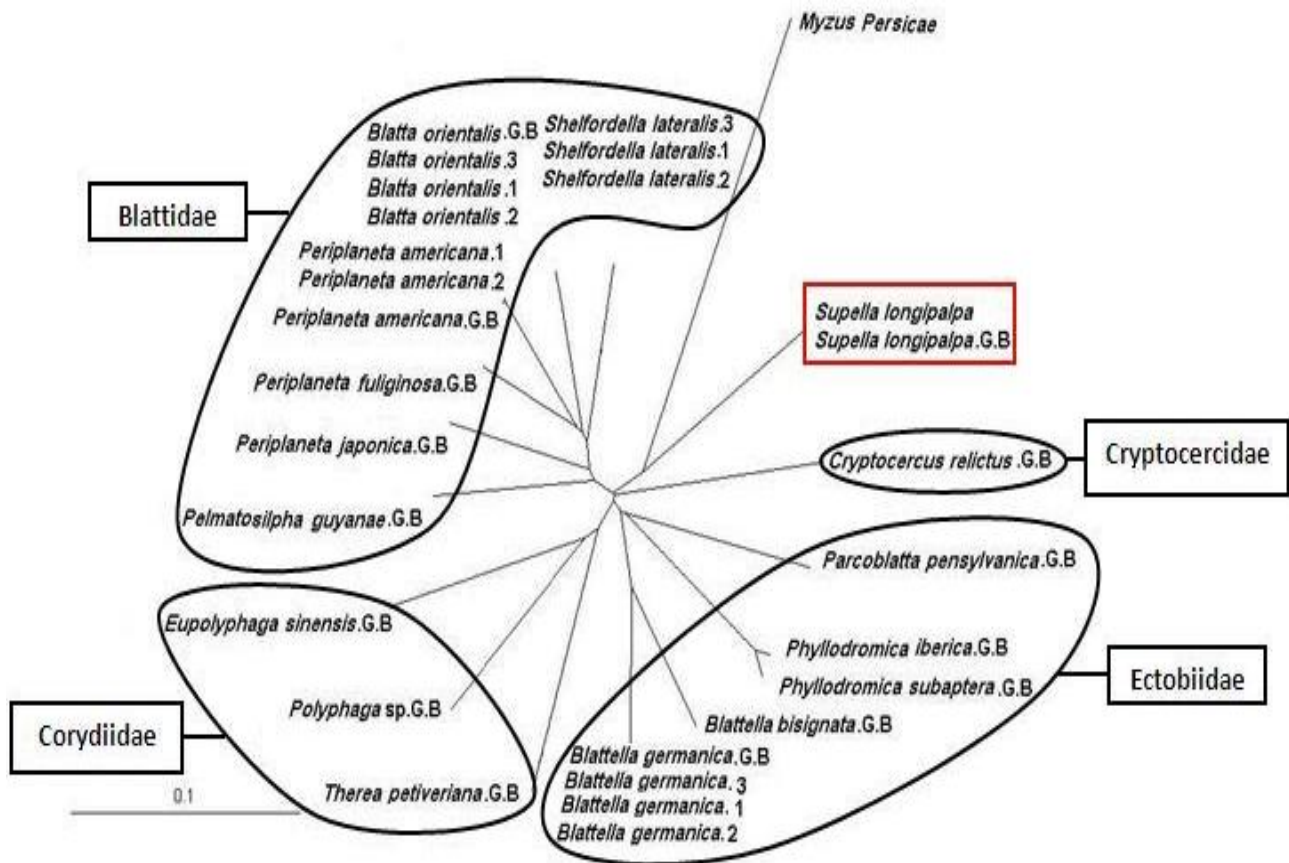 Myzus Persicae
Blattidae
Blatta orientalis.G.B
Blatta orientalis.3
Blatta orientalis.1
Blatta orientalis.2
Shelfordella lateralis.3
Shelfordella lateralis.1
Shelfordella lateralis.2
Periplaneta americana.1
Periplaneta americana.2
Periplaneta americana.G.B
Periplaneta fuliginosa.G.B
Periplaneta japonica.G.B
Pelmatosilpha guyanae.G.B
Supella longipalpa
Supella longipalpa.G.B
Cryptocercus relictus.G.B
Cryptocercidae
Parcoblatta pensylvanica.G.B
Phyllodromica iberica.G.B
Phyllodromica subaptera.G.B
Blattella bisignata.G.B
Blattella germanica.G.B
Blattella germanica.3
Blattella germanica.1
Blattella germanica.2
Ectobiidae
Eupolyphaga sinensis.G.B
Polyphaga sp.G.B
Therea petiveriana.G.B
Corydiidae
0.1